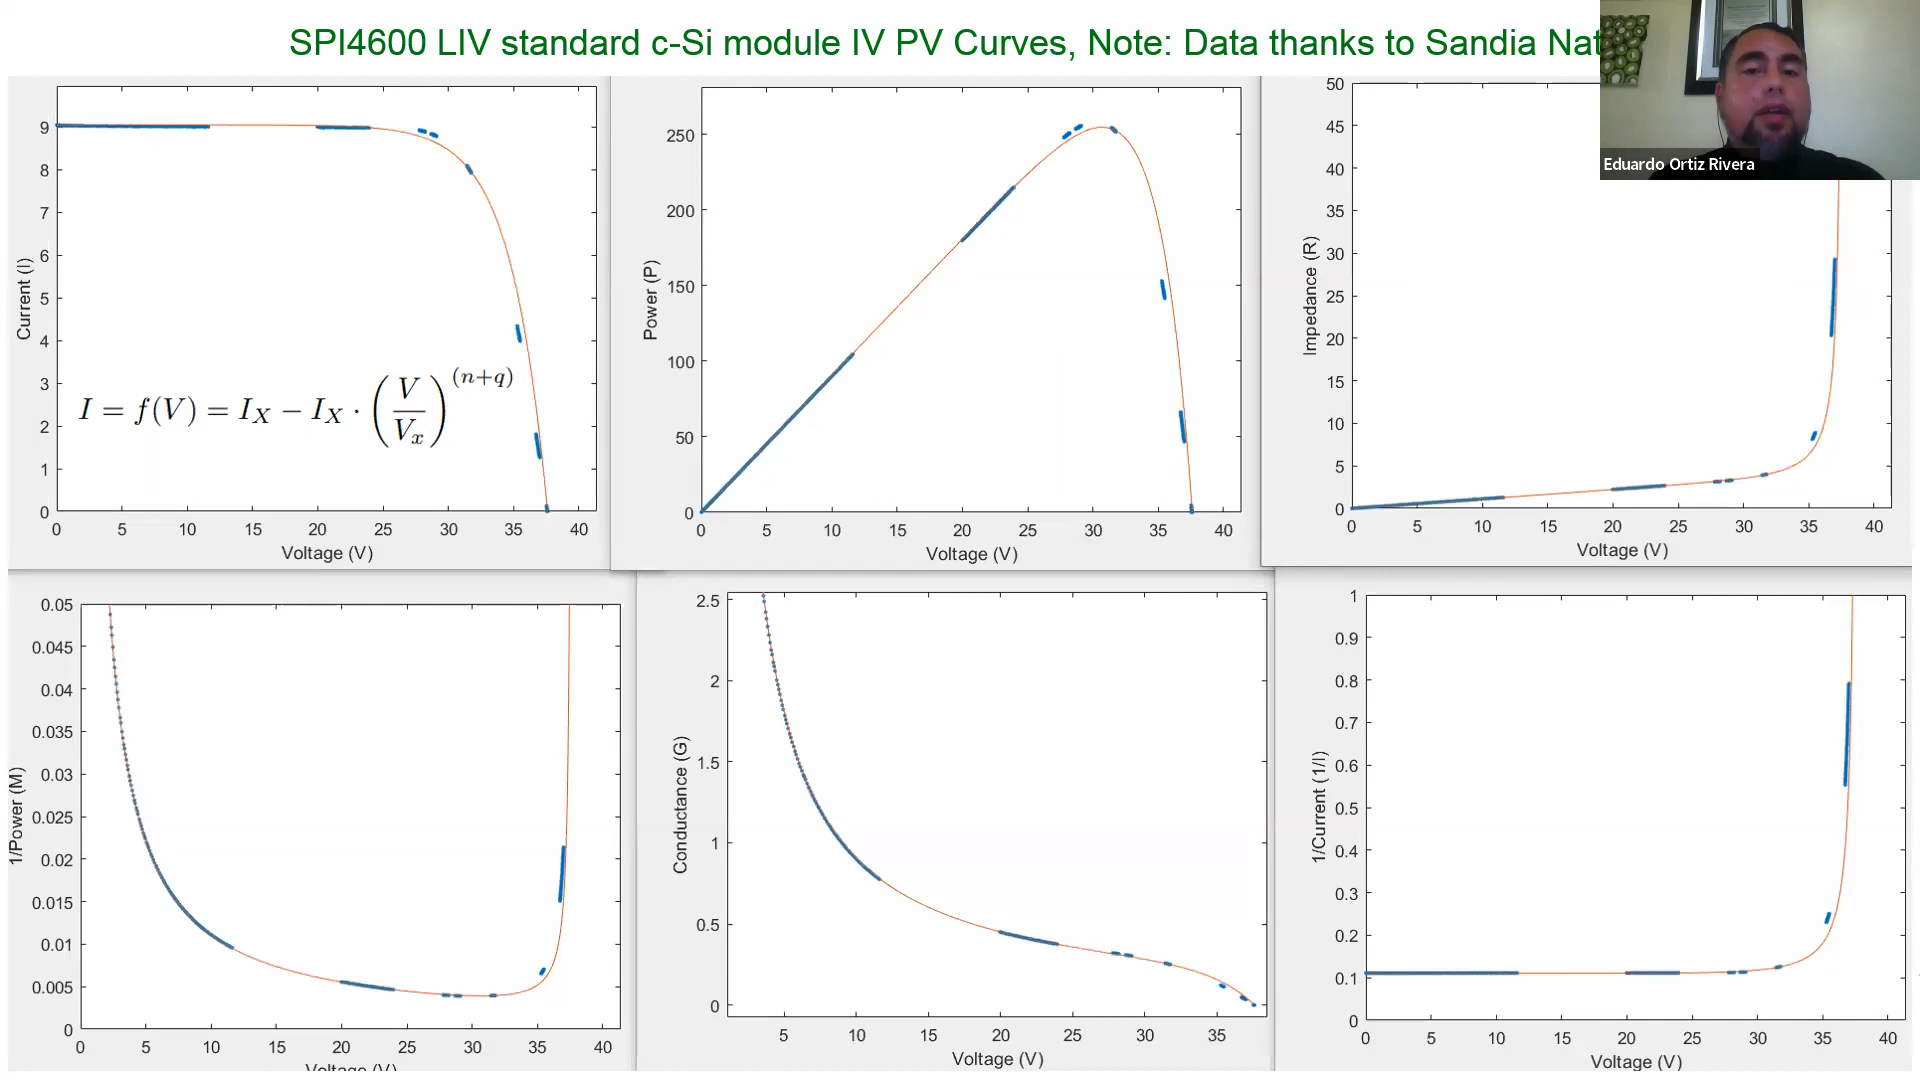 SPI4600 LIV standard c-Si module IV PV Curves, Note: Data thanks to Sandia Nat
Eduardo Ortiz Rivera
Current (I)
9
8
7
6
5
4
3
2
1
0
0 5 10 15 20 25 30 35 40
Voltage (V)
I = f(V) = I_X − I_X · (V/V_x)^(n+q)
Power (P)
250
200
150
100
50
0
0 5 10 15 20 25 30 35 40
Voltage (V)
Impedance (R)
50
45
40
35
30
25
20
15
10
5
0
0 5 10 15 20 25 30 35 40
Voltage (V)
1/Power (M)
0.05
0.045
0.04
0.035
0.03
0.025
0.02
0.015
0.01
0.005
0
0 5 10 15 20 25 30 35 40
Voltage (V)
Conductance (G)
2.5
2
1.5
1
0.5
0
5 10 15 20 25 30 35
Voltage (V)
1/Current (1/I)
1
0.9
0.8
0.7
0.6
0.5
0.4
0.3
0.2
0.1
0
0 5 10 15 20 25 30 35 40
Voltage (V)